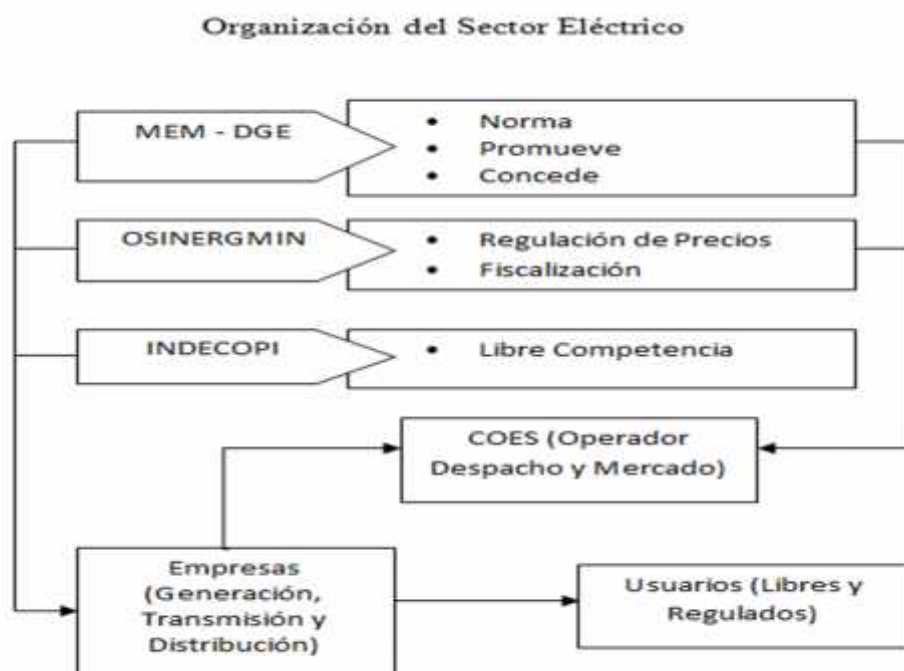 Organización del Sector Eléctrico
MEM - DGE
• Norma
• Promueve
• Concede
OSINERGMIN
• Regulación de Precios
• Fiscalización
INDECOPI
• Libre Competencia
COES (Operador
Despacho y Mercado)
Empresas
(Generación,
Transmisión y
Distribución)
Usuarios (Libres y
Regulados)